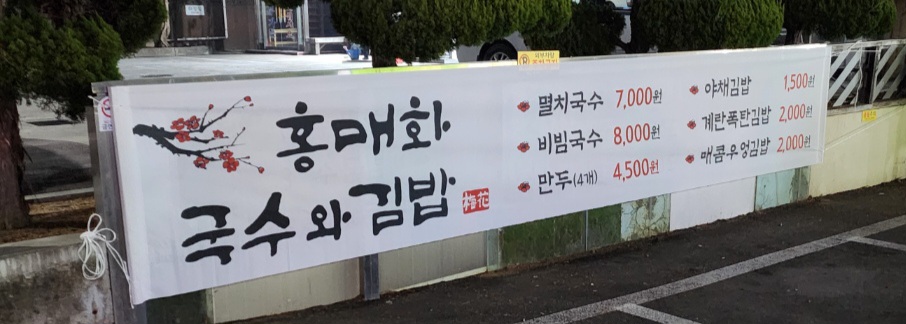 홍매화
국수와 김밥
梅花
멸치국수 7,000원
비빔국수 8,000원
만두(4개) 4,500원
야채김밥 1,500원
계란폭탄김밥 2,000원
매콤우엉김밥 2,000원